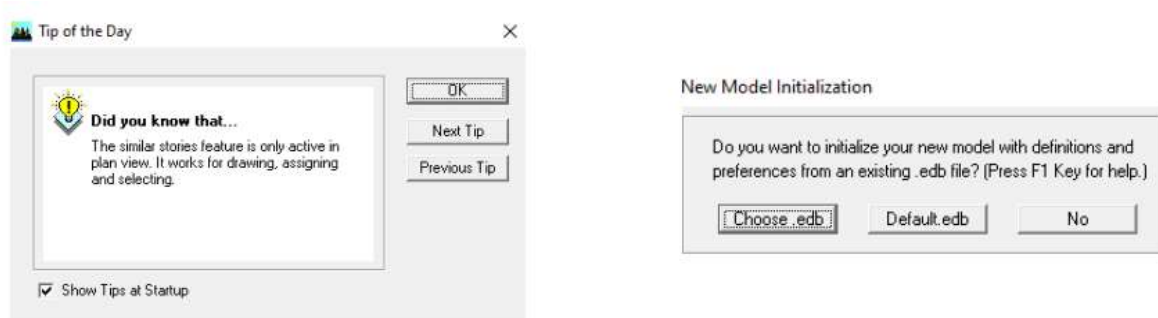 Tip of the Day
Did you know that...
The similar stories feature is only active in
plan view. It works for drawing, assigning
and selecting.
OK
Next Tip
Previous Tip
Show Tips at Startup
New Model Initialization
Do you want to initialize your new model with definitions and
preferences from an existing .edb file? (Press F1 Key for help.)
Choose .edb
Default.edb
No